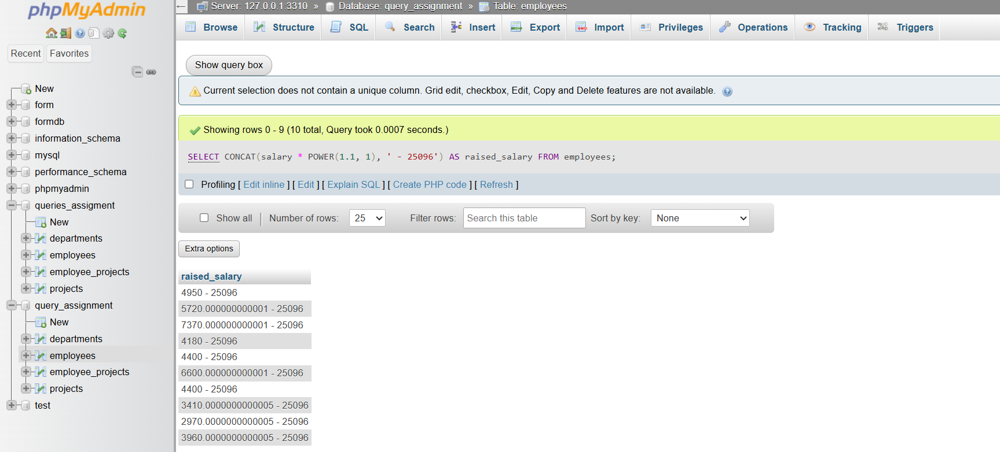 phpMyAdmin
Recent Favorites
New
form
formdb
information_schema
mysql
performance_schema
phpmyadmin
queries_assigment
New
departments
employees
employee_projects
projects
query_assignment
New
departments
employees
employee_projects
projects
test
Server: 127.0.0.1:3310 » Database: query_assignment » Table: employees
Browse Structure SQL Search Insert Export Import Privileges Operations Tracking Triggers
Show query box
Current selection does not contain a unique column. Grid edit, checkbox, Edit, Copy and Delete features are not available.
Showing rows 0 - 9 (10 total, Query took 0.0007 seconds.)
SELECT CONCAT(salary * POWER(1.1, 1), ' - 25096') AS raised_salary FROM employees;
Profiling [ Edit inline ] [ Edit ] [ Explain SQL ] [ Create PHP code ] [ Refresh ]
Show all | Number of rows: 25 Filter rows: Search this table Sort by key: None
Extra options
raised_salary
4950 - 25096
5720.000000000001 - 25096
7370.000000000001 - 25096
4180 - 25096
4400 - 25096
6600.000000000001 - 25096
4400 - 25096
3410.0000000000005 - 25096
2970.0000000000005 - 25096
3960.0000000000005 - 25096